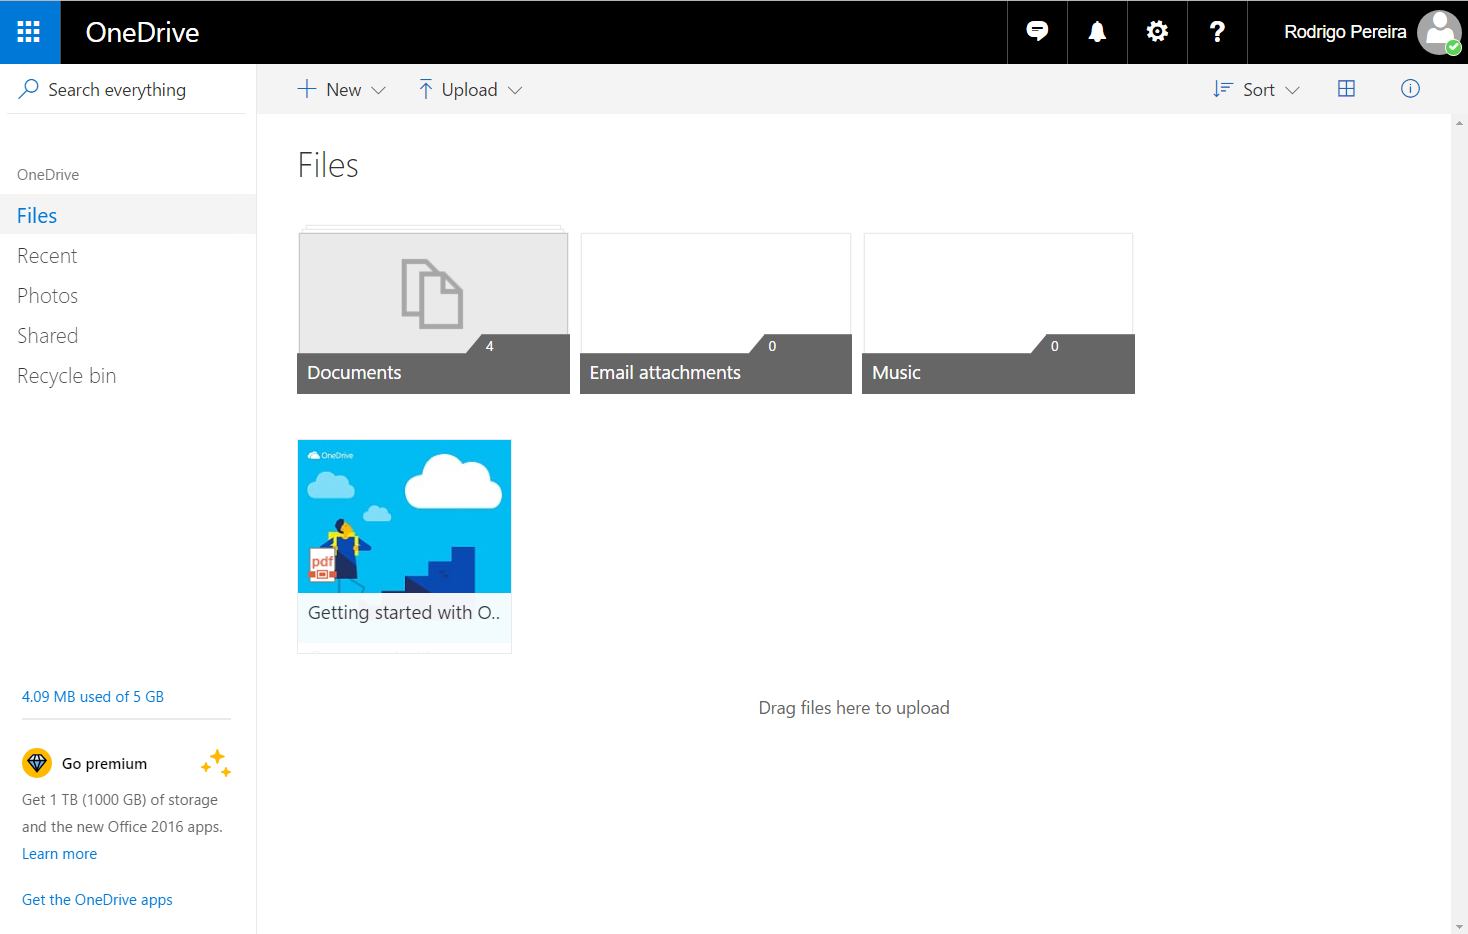 OneDrive
Rodrigo Pereira
Search everything
New
Upload
Sort
OneDrive
Files
Recent
Photos
Shared
Recycle bin
Files
4
Documents
0
Email attachments
0
Music
OneDrive
pdf
Getting started with O..
Drag files here to upload
4.09 MB used of 5 GB
Go premium
Get 1 TB (1000 GB) of storage
and the new Office 2016 apps.
Learn more
Get the OneDrive apps